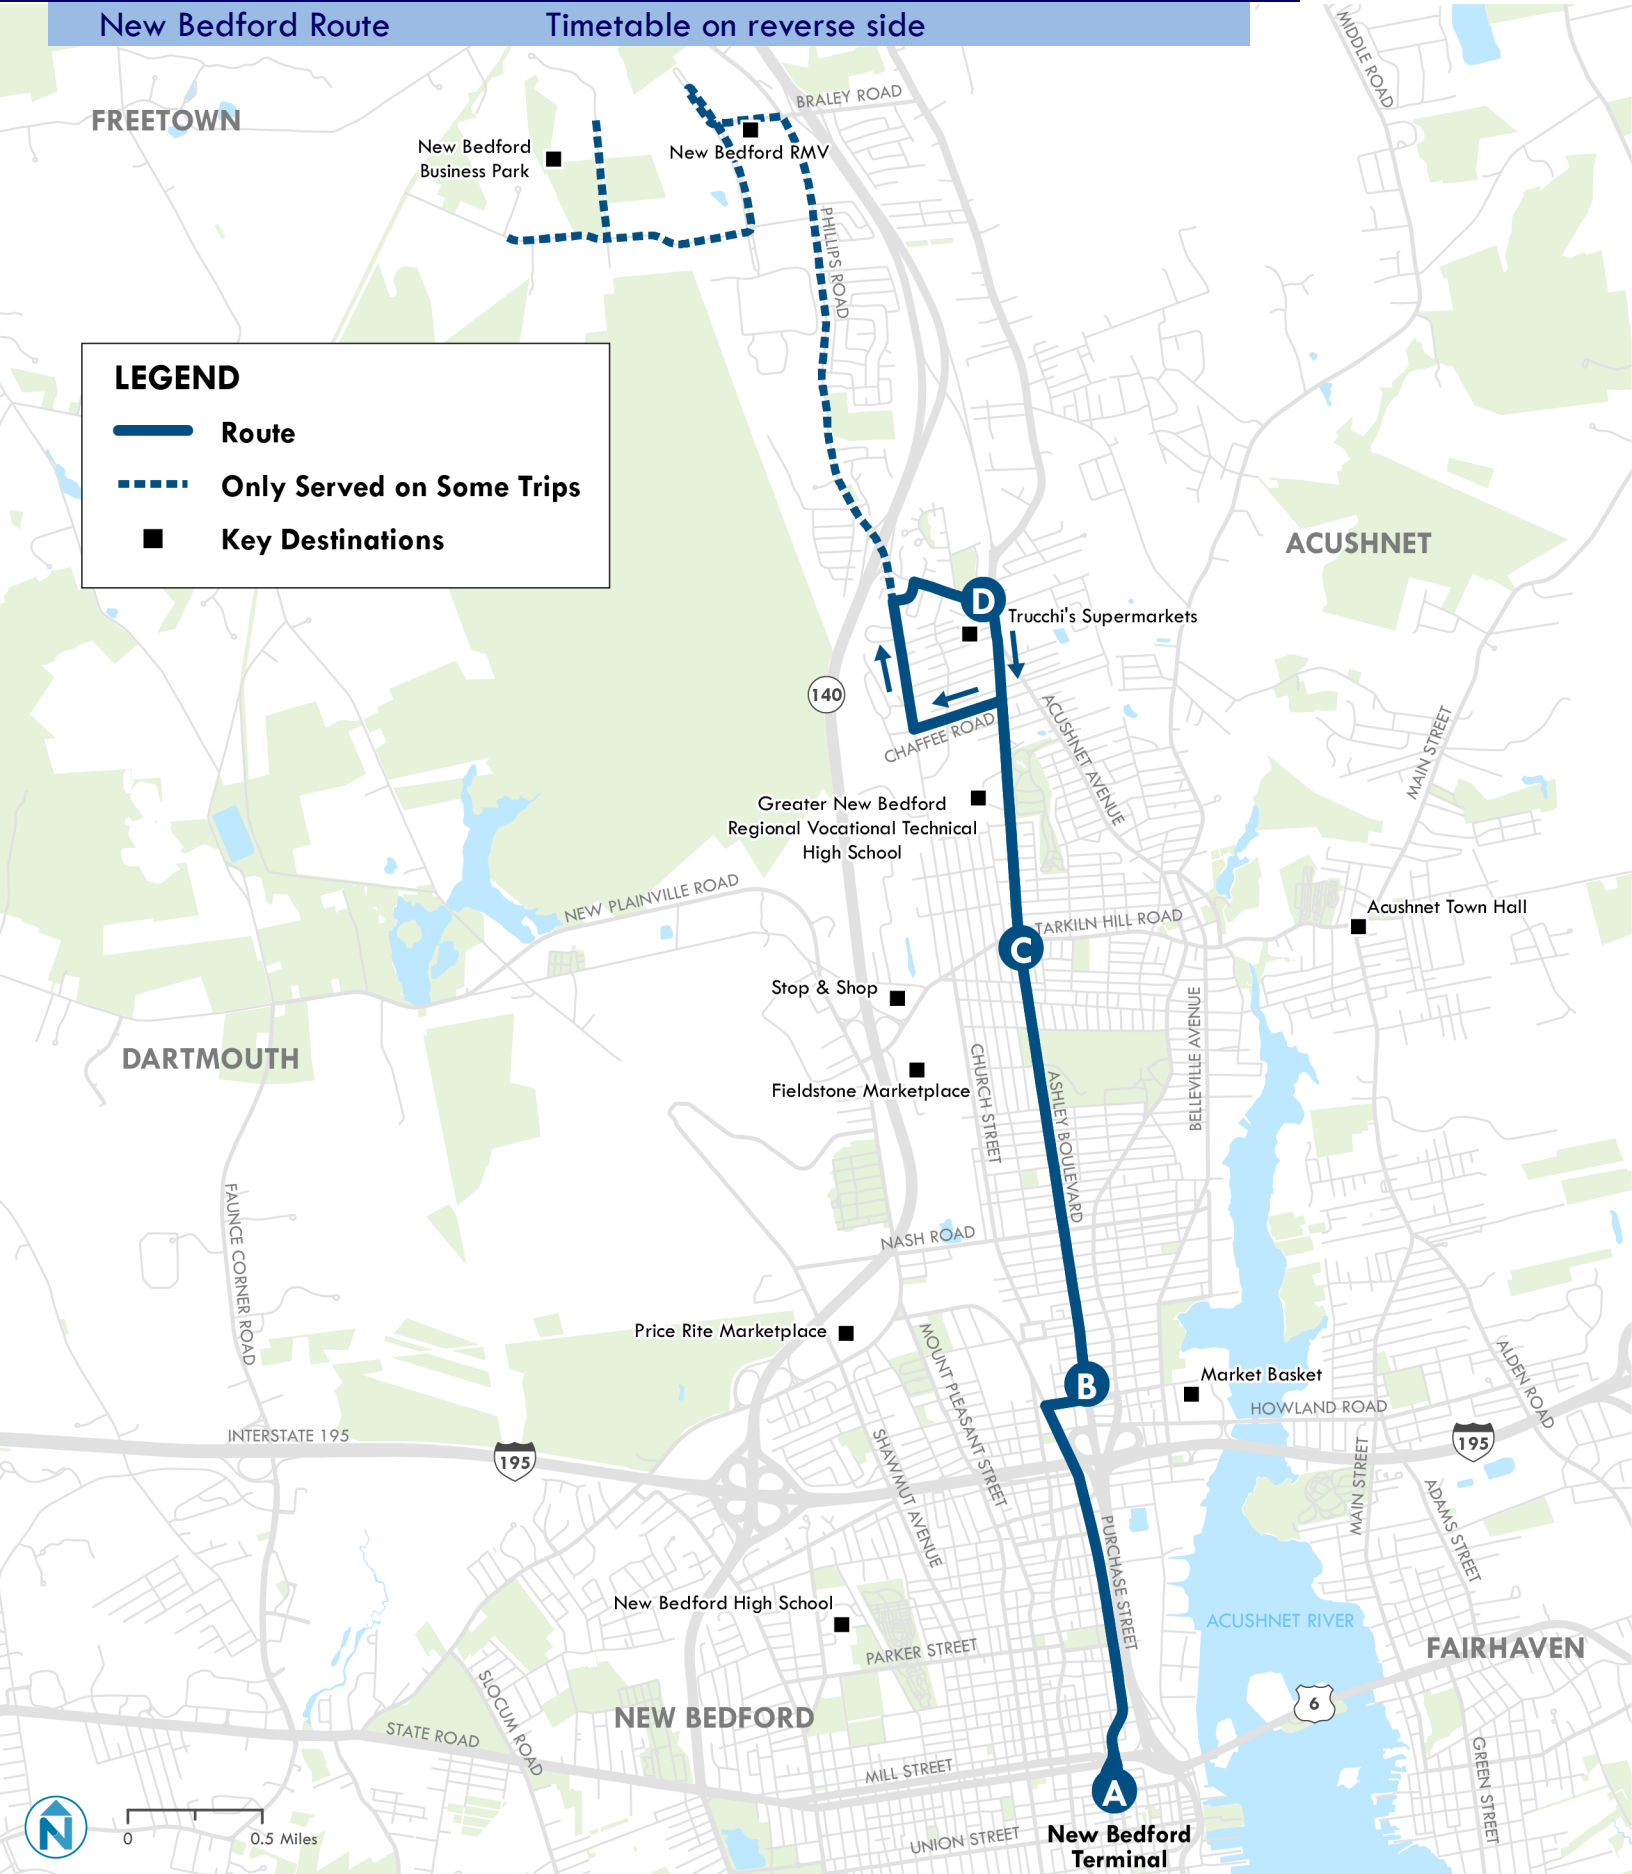 New Bedford Route
Timetable on reverse side
MIDDLE ROAD
BRALEY ROAD
FREETOWN
New Bedford
Business Park
New Bedford RMV
PHILLIPS ROAD
LEGEND
Route
Only Served on Some Trips
Key Destinations
ACUSHNET
D
Trucchi's Supermarkets
140
CHAFFEE ROAD
ACUSHNET AVENUE
MAIN STREET
Greater New Bedford
Regional Vocational Technical
High School
NEW PLAINVILLE ROAD
Acushnet Town Hall
TARKILN HILL ROAD
C
Stop & Shop
BELLEVILLE AVENUE
DARTMOUTH
CHURCH STREET
Fieldstone Marketplace
ASHLEY BOULEVARD
FAUNCE CORNER ROAD
NASH ROAD
Price Rite Marketplace
MOUNT PLEASANT STREET
ALDEN ROAD
B
Market Basket
HOWLAND ROAD
INTERSTATE 195
195
195
SHAWMUT AVENUE
MAIN STREET
ADAMS STREET
PURCHASE STREET
New Bedford High School
ACUSHNET RIVER
PARKER STREET
FAIRHAVEN
SLOCUM ROAD
6
NEW BEDFORD
STATE ROAD
MILL STREET
GREEN STREET
A
N
0
0.5 Miles
UNION STREET
New Bedford
Terminal